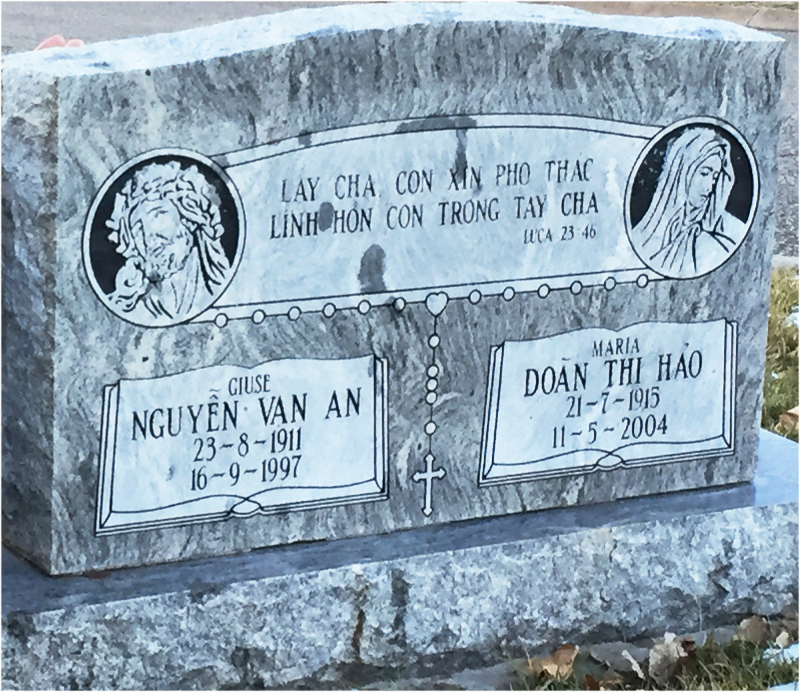 LAY CHA, CON XIN PHO THAC
LINH HON CON TRONG TAY CHA
LUCA 23-46
GIUSE
NGUYỄN VAN AN
23-8-1911
16-9-1997
MARIA
DOÃN THI HẢO
21-7-1915
11-5-2004